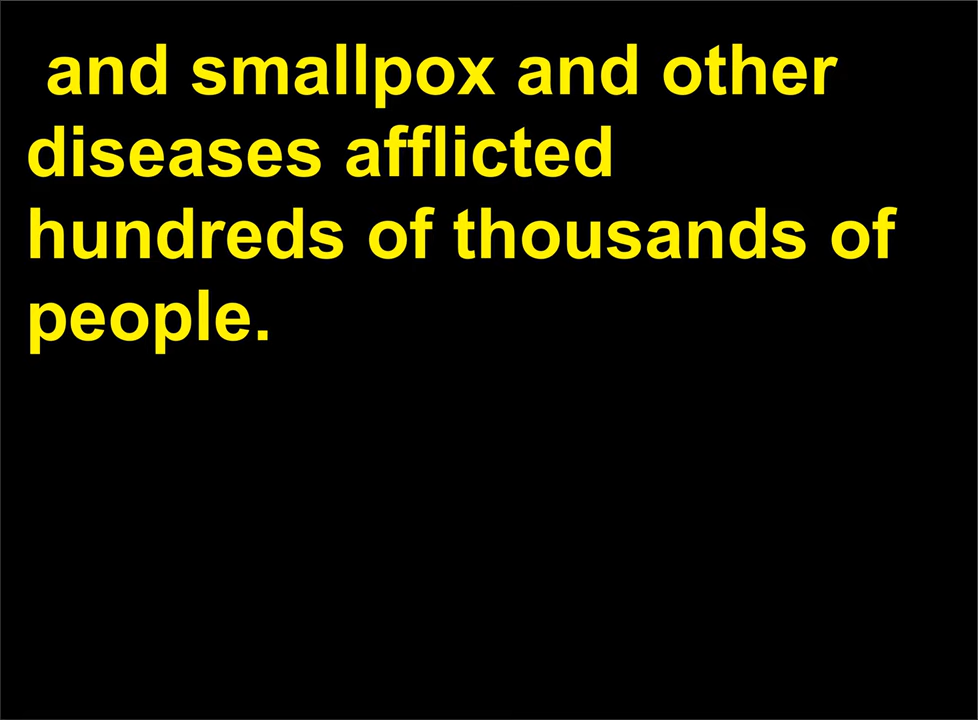 and smallpox and other
diseases afflicted
hundreds of thousands of
people.